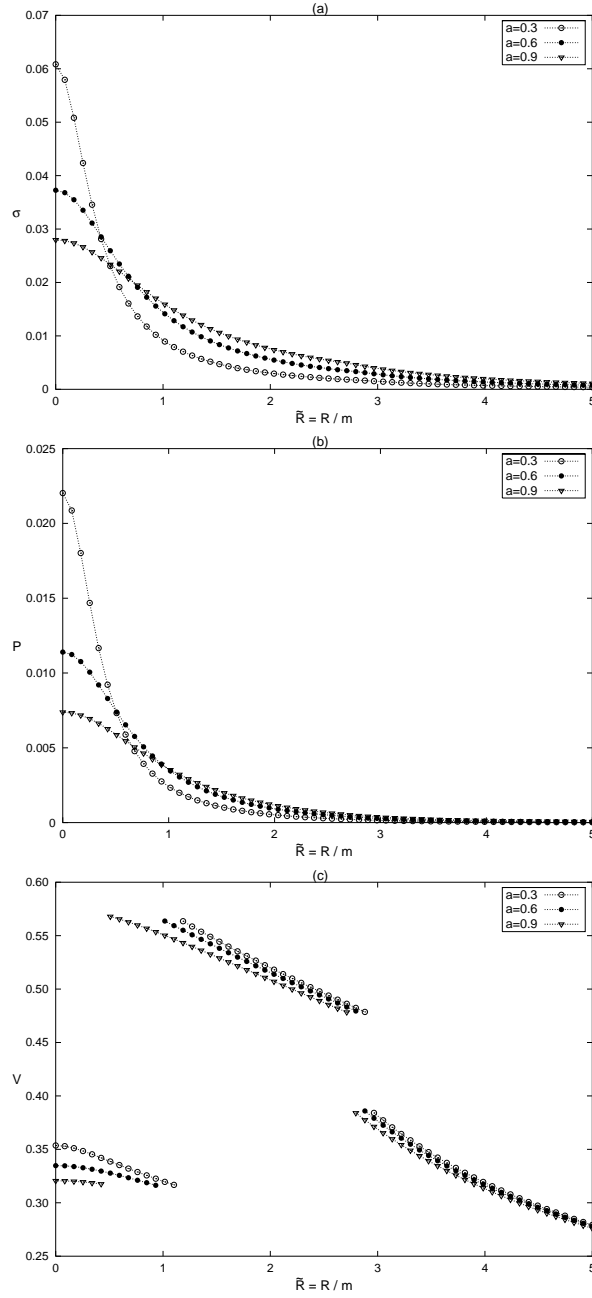 (a)
a=0.3
a=0.6
a=0.9
0.07
0.06
0.05
0.04
σ
0.03
0.02
0.01
0
0 1 2 3 4 5
R̃ = R / m
(b)
a=0.3
a=0.6
a=0.9
0.025
0.020
0.015
P
0.010
0.005
0
0 1 2 3 4 5
R̃ = R / m
(c)
a=0.3
a=0.6
a=0.9
0.60
0.55
0.50
0.45
V
0.40
0.35
0.30
0.25
0 1 2 3 4 5
R̃ = R / m